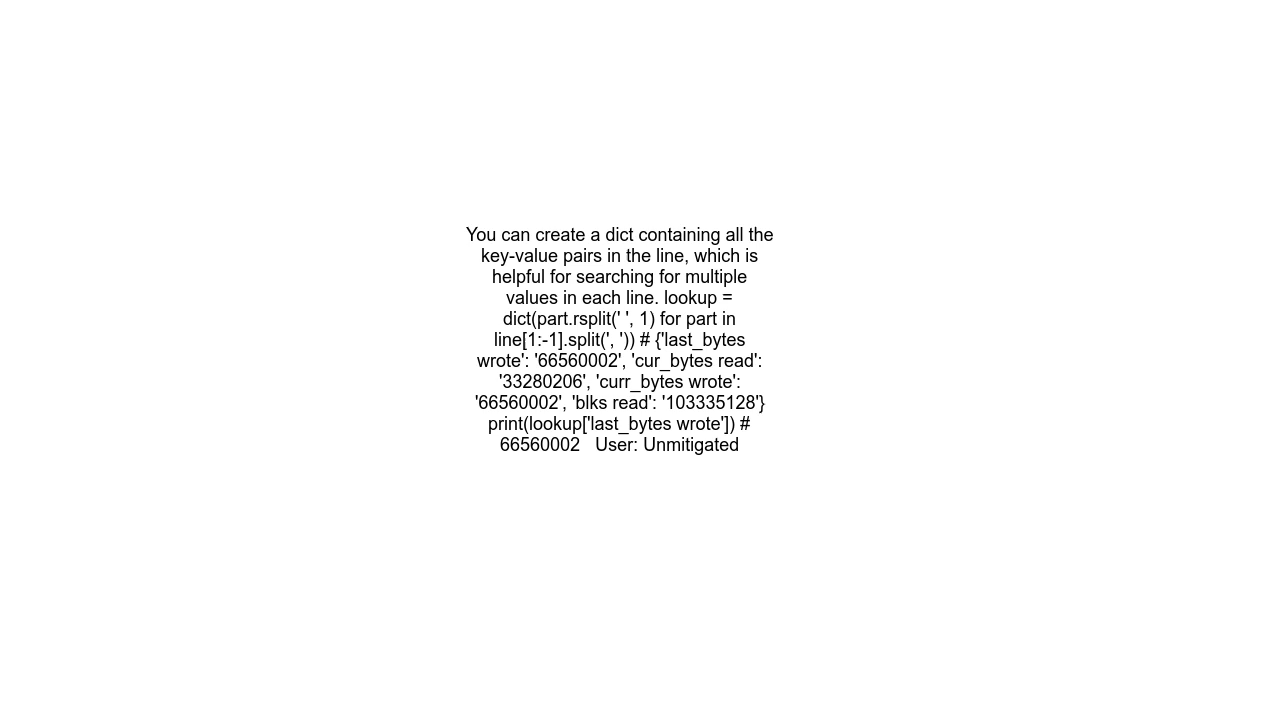 You can create a dict containing all the
key-value pairs in the line, which is
helpful for searching for multiple
values in each line. lookup =
dict(part.rsplit(' ', 1) for part in
line[1:-1].split(', ')) # {'last_bytes
wrote': '66560002', 'cur_bytes read':
'33280206', 'curr_bytes wrote':
'66560002', 'blks read': '103335128'}
print(lookup['last_bytes wrote']) #
66560002   User: Unmitigated